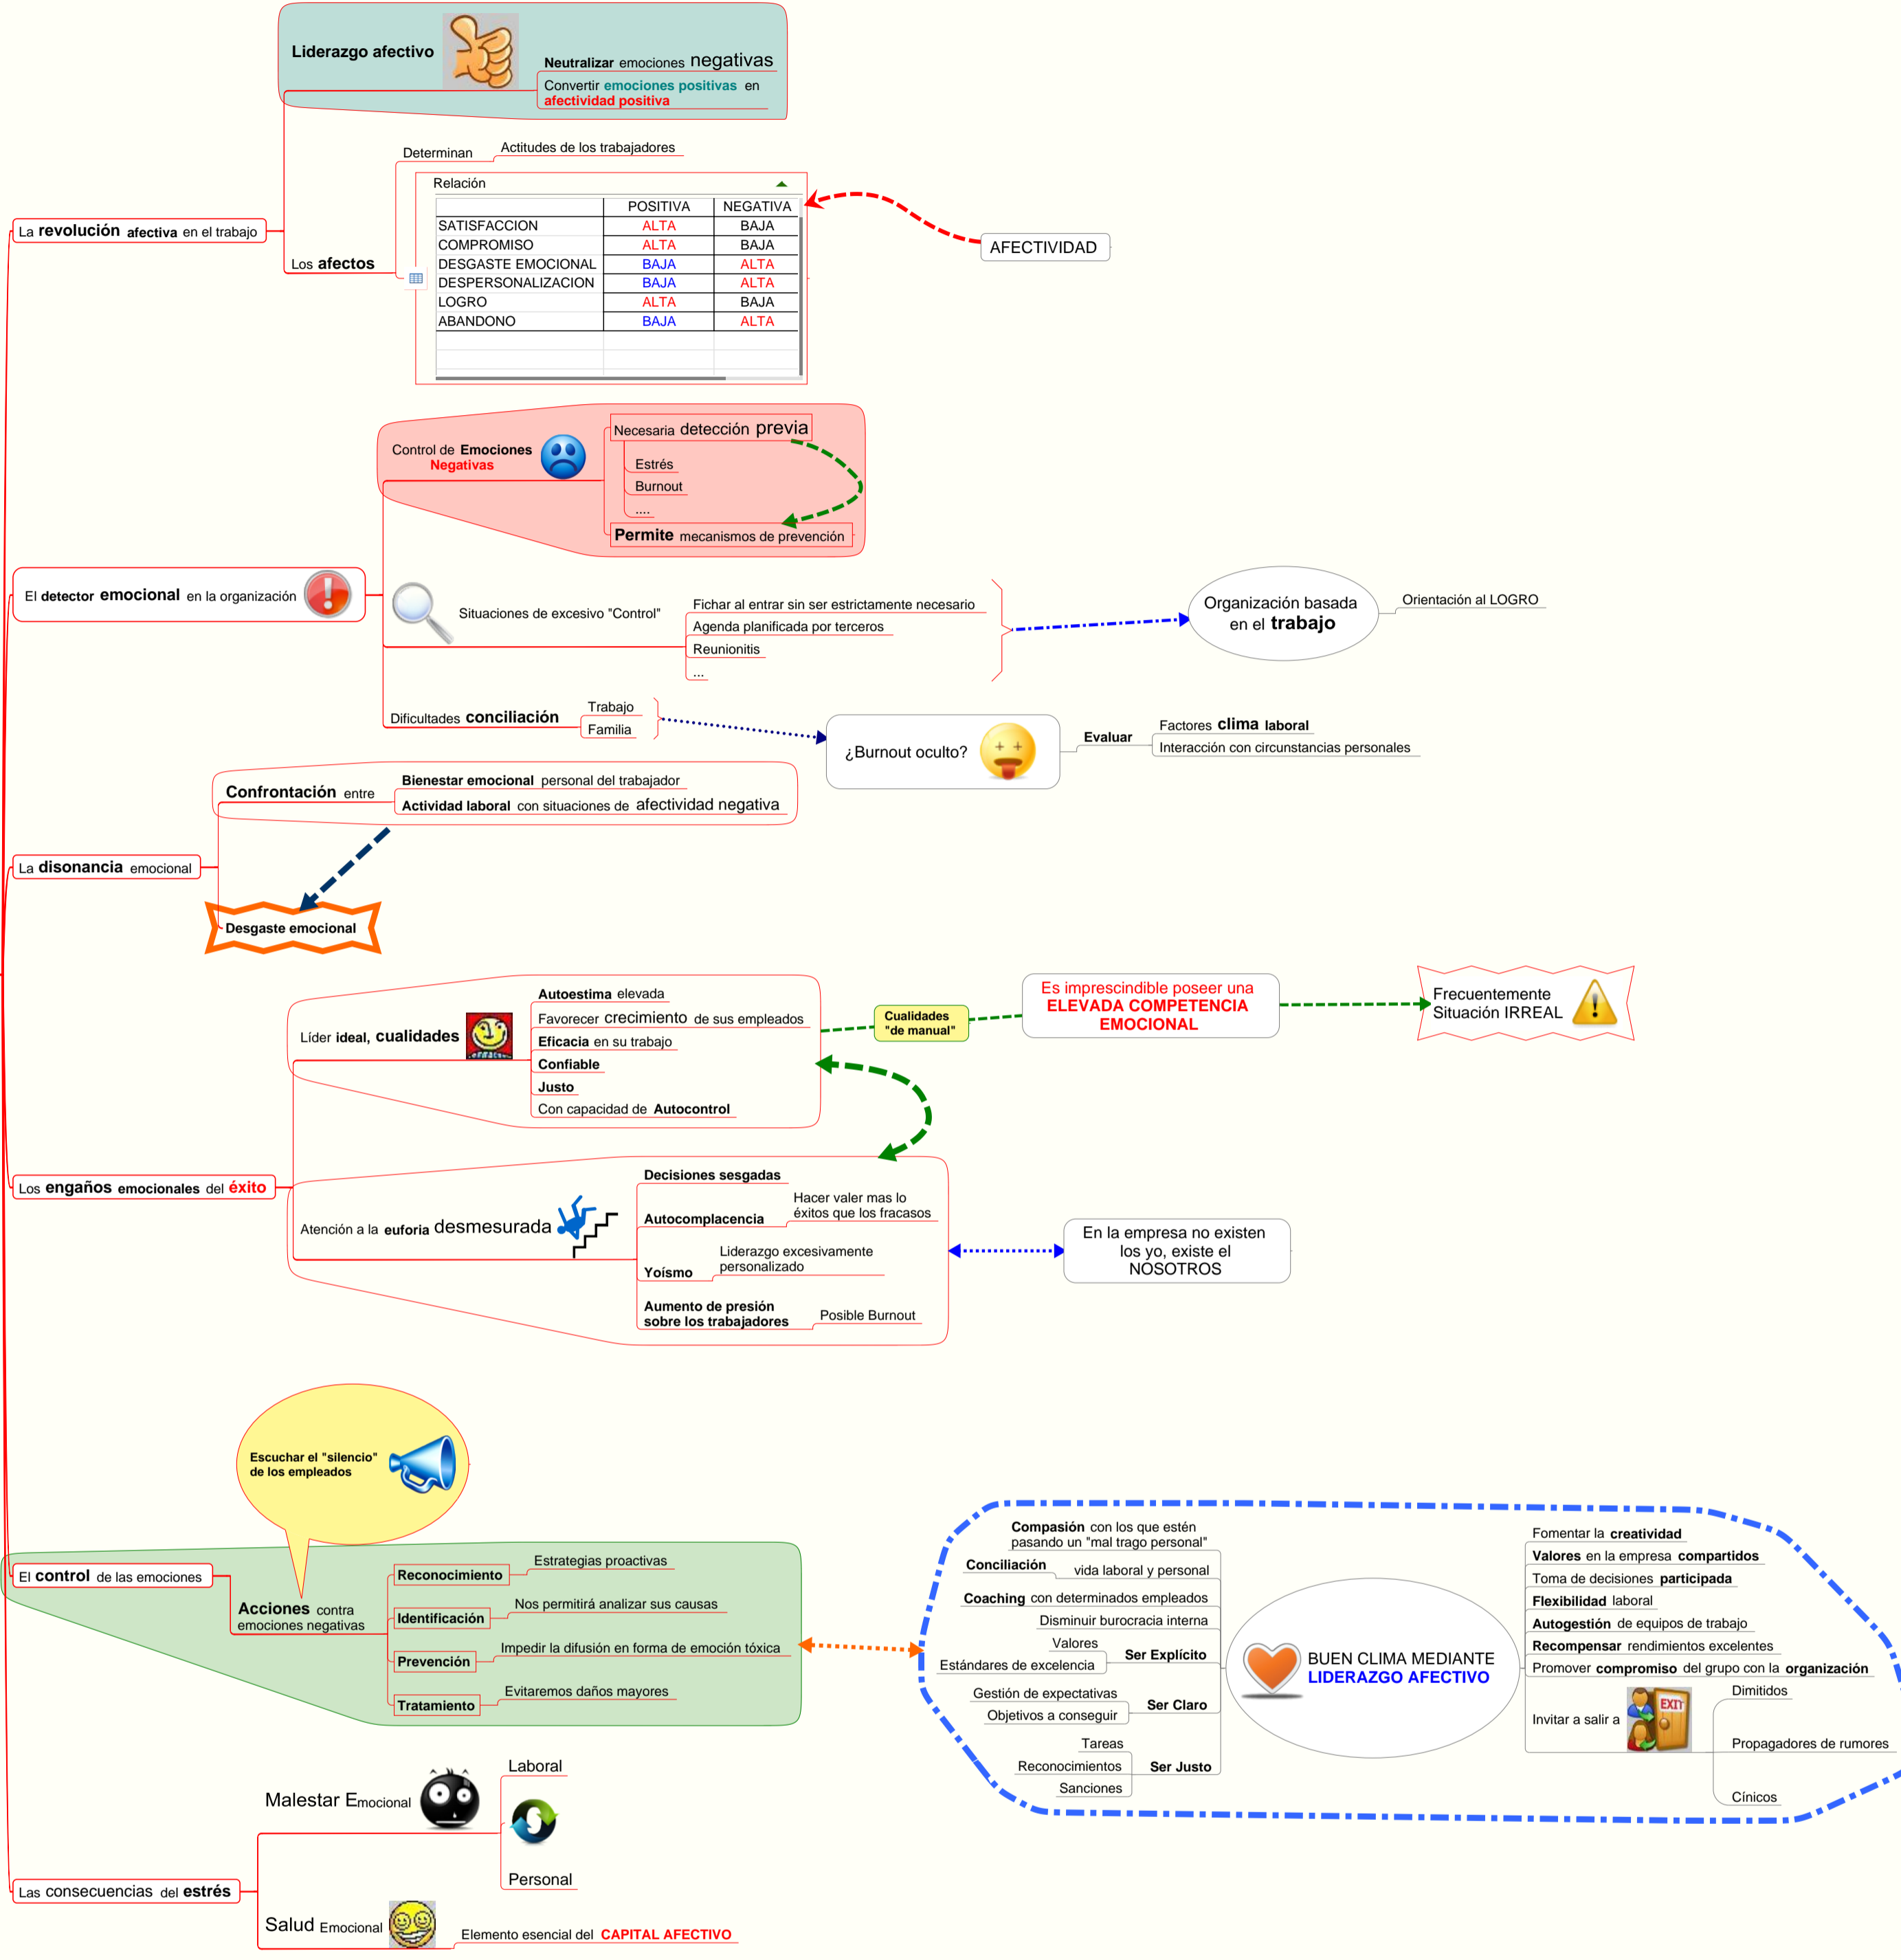 Liderazgo afectivo
Neutralizar emociones negativas
Convertir emociones positivas en
afectividad positiva
La revolución afectiva en el trabajo
Los afectos
Determinan
Actitudes de los trabajadores
Relación
POSITIVA NEGATIVA
SATISFACCION ALTA BAJA
COMPROMISO ALTA BAJA
DESGASTE EMOCIONAL BAJA ALTA
DESPERSONALIZACION BAJA ALTA
LOGRO ALTA BAJA
ABANDONO BAJA ALTA
AFECTIVIDAD
El detector emocional en la organización
Control de Emociones
Negativas
Necesaria detección previa
Estrés
Burnout
....
Permite mecanismos de prevención
Situaciones de excesivo "Control"
Fichar al entrar sin ser estrictamente necesario
Agenda planificada por terceros
Reunionitis
...
Organización basada
en el trabajo
Orientación al LOGRO
Dificultades conciliación
Trabajo
Familia
¿Burnout oculto?
Evaluar
Factores clima laboral
Interacción con circunstancias personales
La disonancia emocional
Confrontación entre
Bienestar emocional personal del trabajador
Actividad laboral con situaciones de afectividad negativa
Desgaste emocional
Los engaños emocionales del éxito
Líder ideal, cualidades
Autoestima elevada
Favorecer crecimiento de sus empleados
Eficacia en su trabajo
Confiable
Justo
Con capacidad de Autocontrol
Cualidades
"de manual"
Es imprescindible poseer una
ELEVADA COMPETENCIA
EMOCIONAL
Frecuentemente
Situación IRREAL
Atención a la euforia desmesurada
Decisiones sesgadas
Autocomplacencia
Hacer valer mas lo
éxitos que los fracasos
Yoísmo
Liderazgo excesivamente
personalizado
Aumento de presión
sobre los trabajadores
Posible Burnout
En la empresa no existen
los yo, existe el
NOSOTROS
Escuchar el "silencio"
de los empleados
El control de las emociones
Acciones contra
emociones negativas
Reconocimiento
Estrategias proactivas
Identificación
Nos permitirá analizar sus causas
Prevención
Impedir la difusión en forma de emoción tóxica
Tratamiento
Evitaremos daños mayores
Compasión con los que estén
pasando un "mal trago personal"
Conciliación
vida laboral y personal
Coaching con determinados empleados
Disminuir burocracia interna
Valores
Estándares de excelencia
Ser Explícito
Gestión de expectativas
Objetivos a conseguir
Ser Claro
Tareas
Reconocimientos
Sanciones
Ser Justo
BUEN CLIMA MEDIANTE
LIDERAZGO AFECTIVO
Fomentar la creatividad
Valores en la empresa compartidos
Toma de decisiones participada
Flexibilidad laboral
Autogestión de equipos de trabajo
Recompensar rendimientos excelentes
Promover compromiso del grupo con la organización
Invitar a salir a
EXIT
Dimitidos
Propagadores de rumores
Cínicos
Las consecuencias del estrés
Malestar Emocional
Laboral
Personal
Salud Emocional
Elemento esencial del CAPITAL AFECTIVO